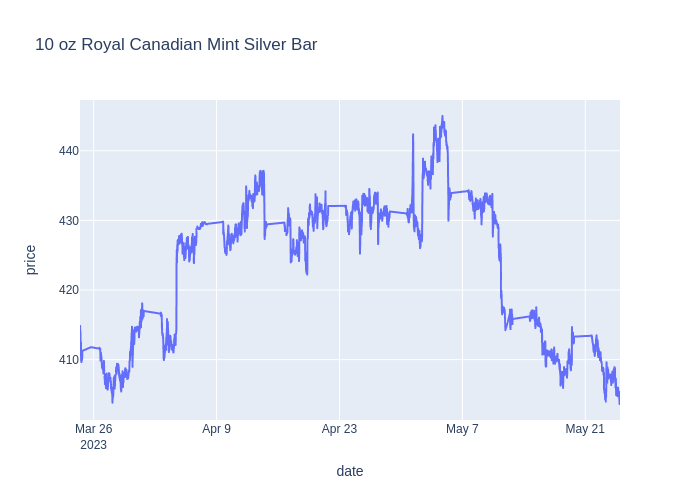 10 oz Royal Canadian Mint Silver Bar
440
430
420
410
price
Mar 26
2023
Apr 9
Apr 23
May 7
May 21
date